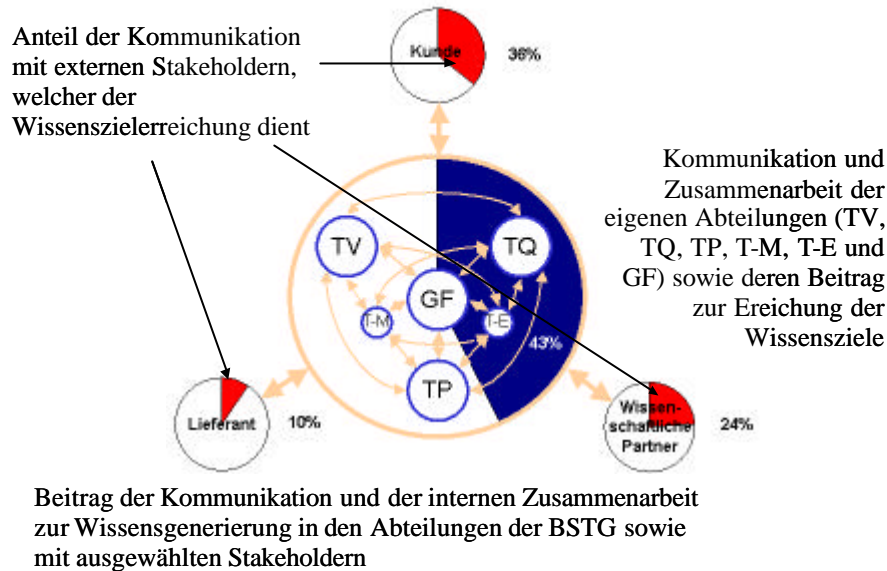 Anteil der Kommunikation
mit externen Stakeholdern,
welcher der
Wissenszielerreichung dient
Kunde
36%
Kommunikation und
Zusammenarbeit der
eigenen Abteilungen (TV,
TQ, TP, T-M, T-E und
GF) sowie deren Beitrag
zur Ereichung der
Wissensziele
TV
TQ
GF
T-M
T-E
43%
TP
Lieferant
10%
Wissen-
schaftliche
Partner
24%
Beitrag der Kommunikation und der internen Zusammenarbeit
zur Wissensgenerierung in den Abteilungen der BSTG sowie
mit ausgewählten Stakeholdern